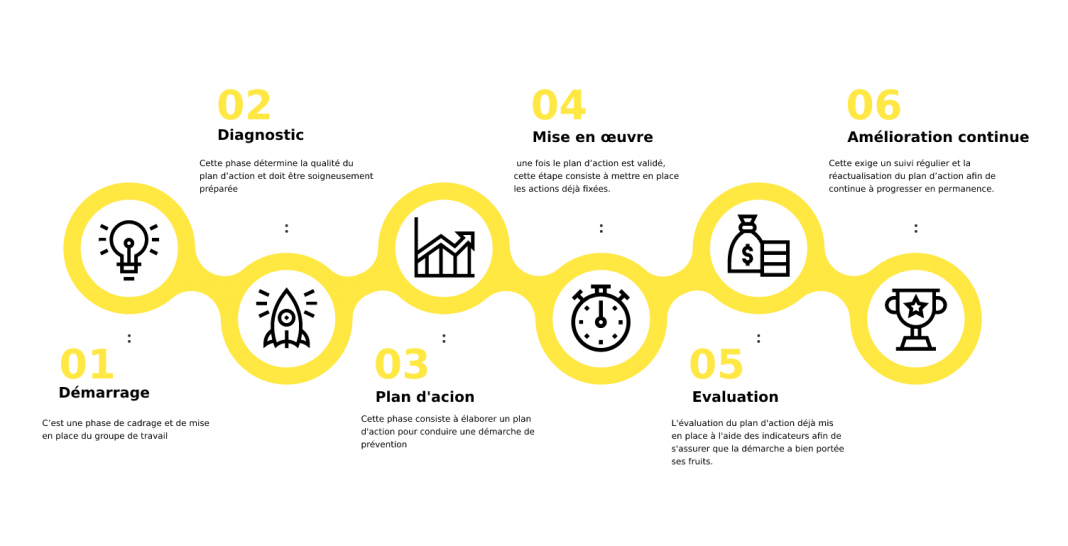 01
Démarrage
C'est une phase de cadrage et de mise
en place du groupe de travail
02
Diagnostic
Cette phase détermine la qualité du
plan d'action et doit être soigneusement
préparée
03
Plan d'acion
Cette phase consiste à élaborer un plan
d'action pour conduire une démarche de
prévention
04
Mise en œuvre
une fois le plan d'action est validé,
cette étape consiste à mettre en place
les actions déjà fixées.
05
Evaluation
L'évaluation du plan d'action déjà mis
en place à l'aide des indicateurs afin de
s'assurer que la démarche a bien portée
ses fruits.
06
Amélioration continue
Cette exige un suivi régulier et la
réactualisation du plan d'action afin de
continue à progresser en permanence.